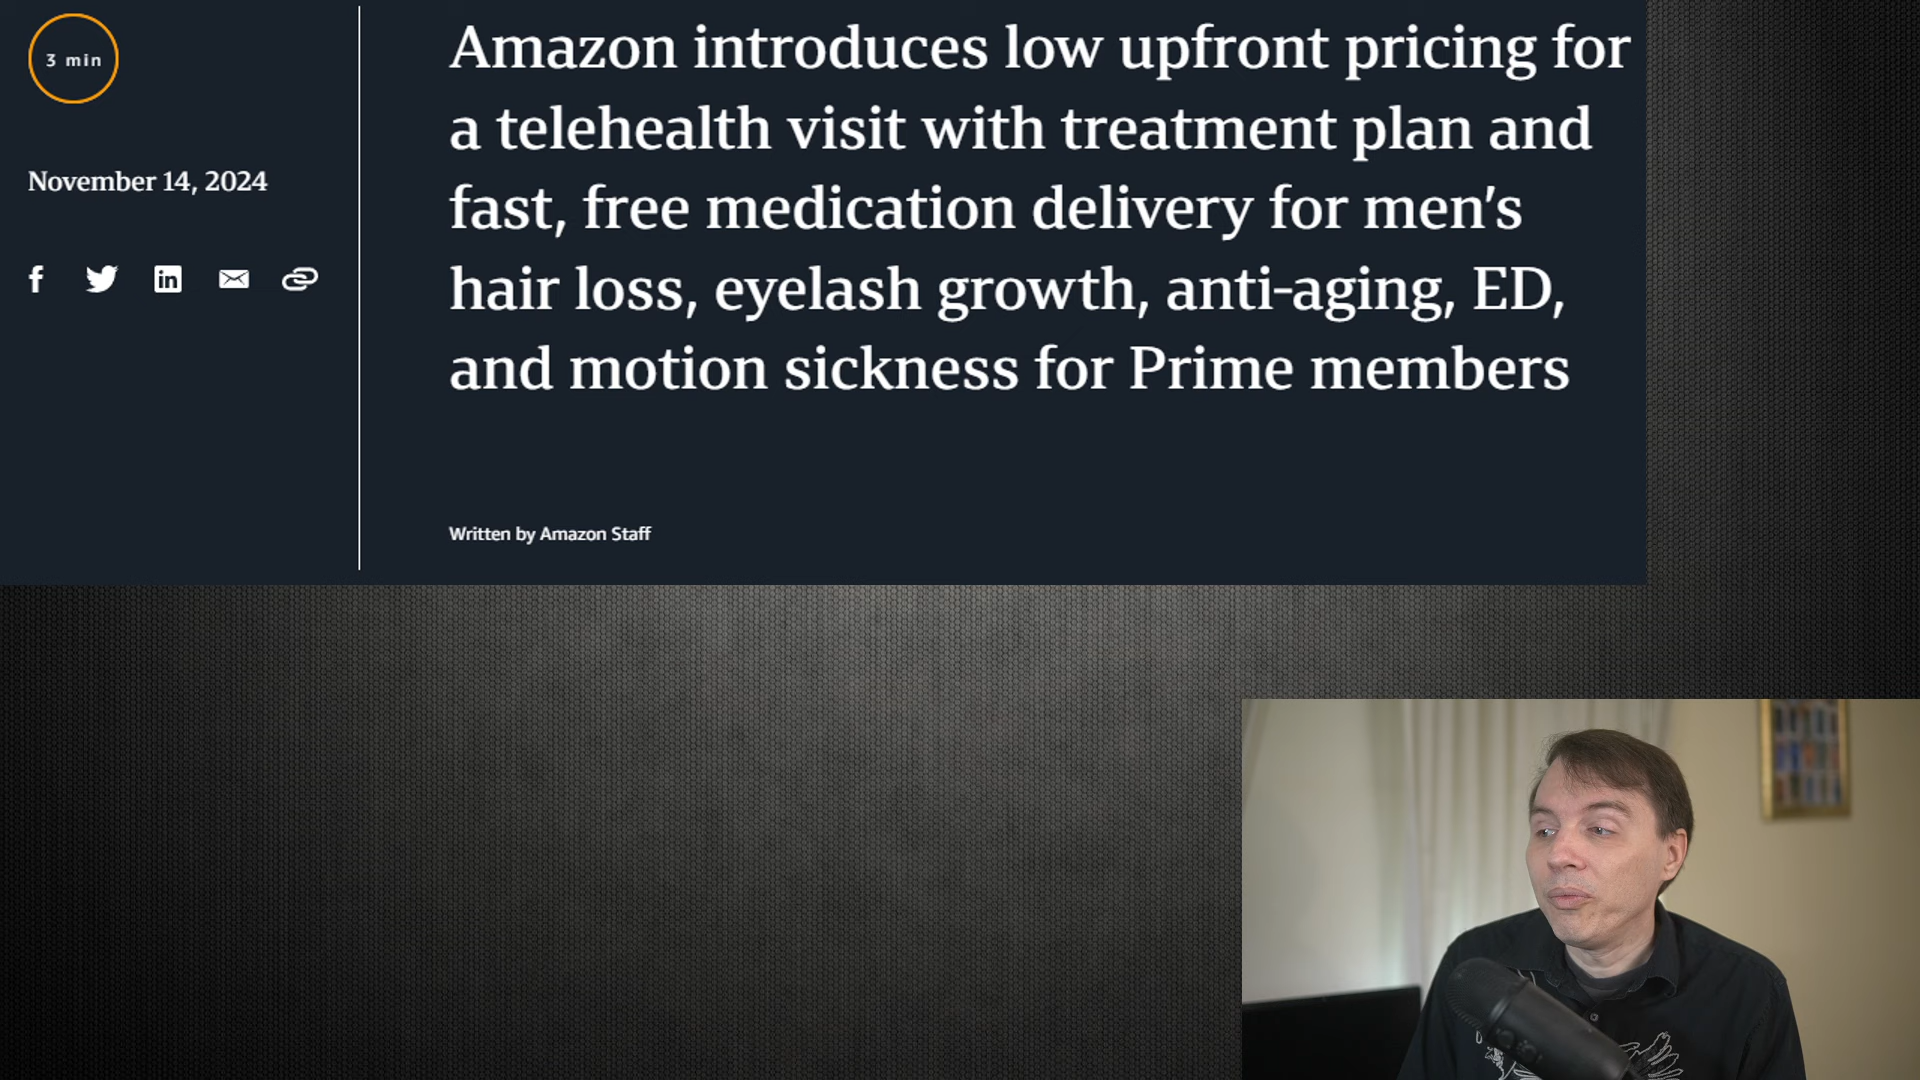 3 min
November 14, 2024
Amazon introduces low upfront pricing for
a telehealth visit with treatment plan and
fast, free medication delivery for men's
hair loss, eyelash growth, anti-aging, ED,
and motion sickness for Prime members
Written by Amazon Staff